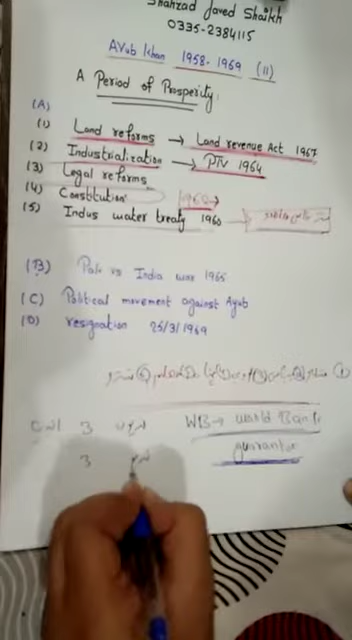 Shahzad Javed Shaikh
0335-2384115
Ayub Khan 1958-1969 (II)
A Period of Prosperity.
(A)
(1) Land reforms → Land revenue Act 1967
(2) Industrialization → PTV 1964
(3) Legal reforms
(4) Constitution 1962 →
(5) Indus water treaty 1960 →
(B) Pak vs India war 1965
(C) Political movement against Ayub
(D) resignation 25/3/1969
3 WB → World Bank
3 guarantor